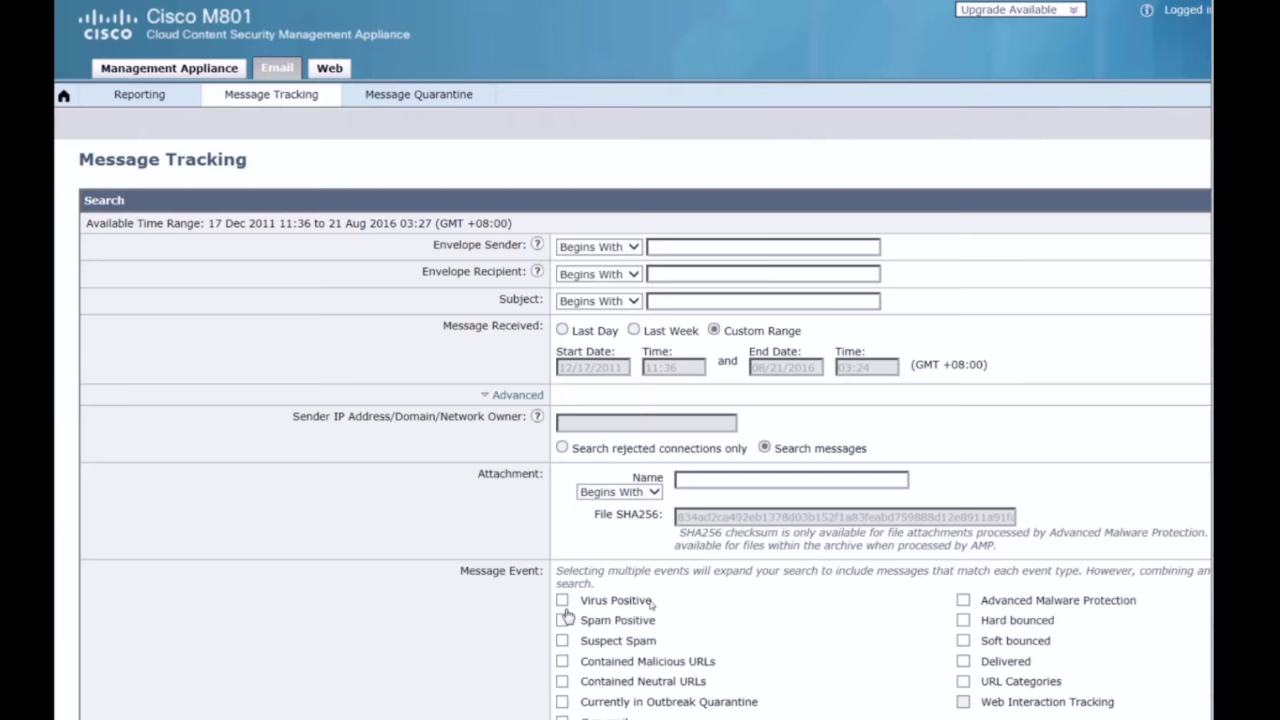 Cisco M801
CISCO
Cloud Content Security Management Appliance
Upgrade Available
Logged
Management Appliance Email Web
Reporting Message Tracking Message Quarantine
Message Tracking
Search
Available Time Range: 17 Dec 2011 11:36 to 21 Aug 2016 03:27 (GMT +08:00)
Envelope Sender: ? Begins With
Envelope Recipient: ? Begins With
Subject: Begins With
Message Received: Last Day Last Week Custom Range
Start Date: Time: and End Date: Time:
12/17/2011 11:36 08/21/2016 03:24 (GMT +08:00)
Advanced
Sender IP Address/Domain/Network Owner: ?
Search rejected connections only Search messages
Attachment: Name
Begins With
File SHA256:
SHA256 checksum is only available for file attachments processed by Advanced Malware Protection.
available for files within the archive when processed by AMP.
Message Event: Selecting multiple events will expand your search to include messages that match each event type. However, combining an
search.
Virus Positive Advanced Malware Protection
Spam Positive Hard bounced
Suspect Spam Soft bounced
Contained Malicious URLs Delivered
Contained Neutral URLs URL Categories
Currently in Outbreak Quarantine Web Interaction Tracking